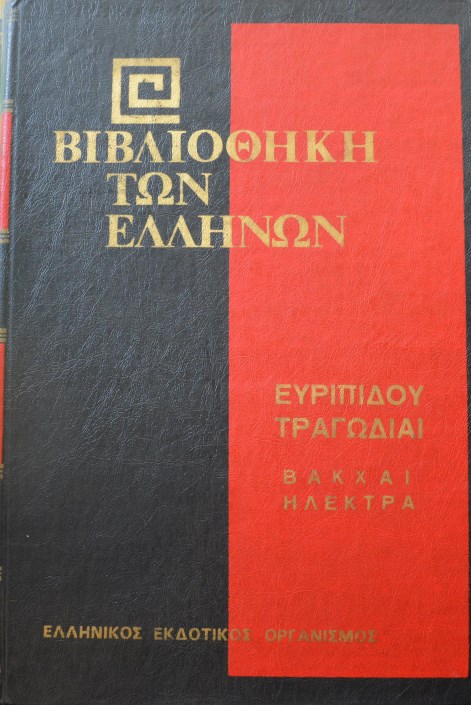 ΒΙΒΛΙΟΘΗΚΗ
ΤΩΝ
ΕΛΛΗΝΩΝ
ΕΥΡΙΠΙΔΟΥ
ΤΡΑΓΩΔΙΑΙ
ΒΑΚΧΑΙ
ΗΛΕΚΤΡΑ
ΕΛΛΗΝΙΚΟΣ ΕΚΔΟΤΙΚΟΣ ΟΡΓΑΝΙΣΜΟΣ